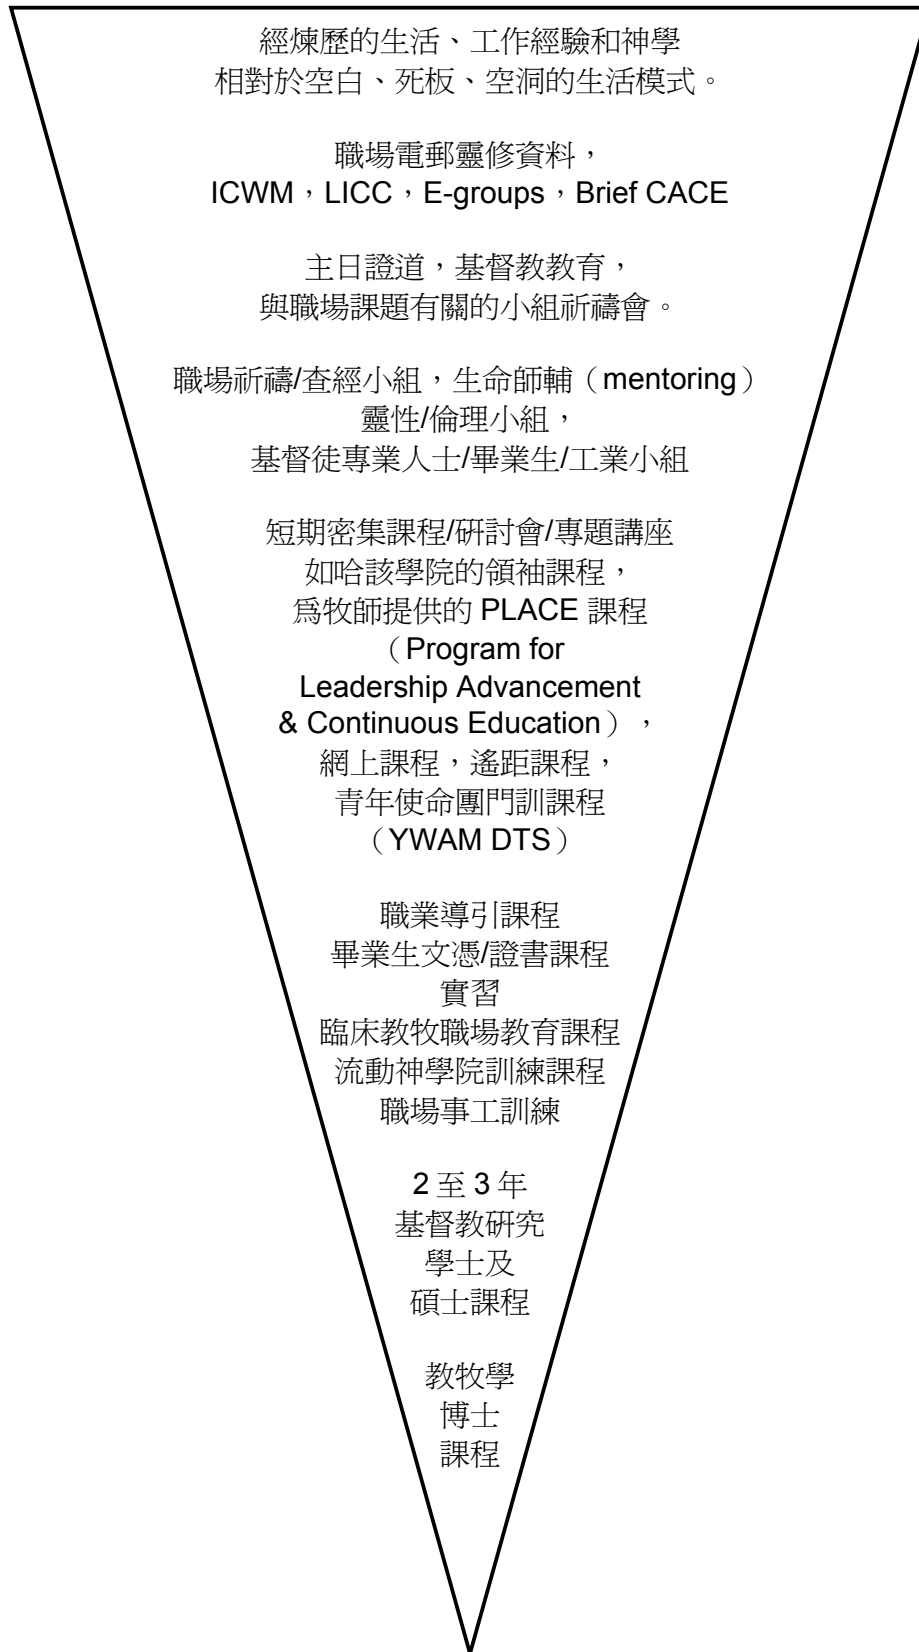 經煉歷的生活、工作經驗和神學
相對於空白、死板、空洞的生活模式。
職場電郵靈修資料，
ICWM，LICC，E-groups，Brief CACE
主日證道，基督教教育，
與職場課題有關的小組祈禱會。
職場祈禱/查經小組，生命師輔（mentoring）
靈性/倫理小組，
基督徒專業人士/畢業生/工業小組
短期密集課程/研討會/專題講座
如哈該學院的領袖課程，
爲牧師提供的 PLACE 課程
（Program for
Leadership Advancement
& Continuous Education），
網上課程，遙距課程，
青年使命團門訓課程
（YWAM DTS）
職業導引課程
畢業生文憑/證書課程
實習
臨床教牧職場教育課程
流動神學院訓練課程
職場事工訓練
2 至 3 年
基督教研究
學士及
碩士課程
教牧學
博士
課程